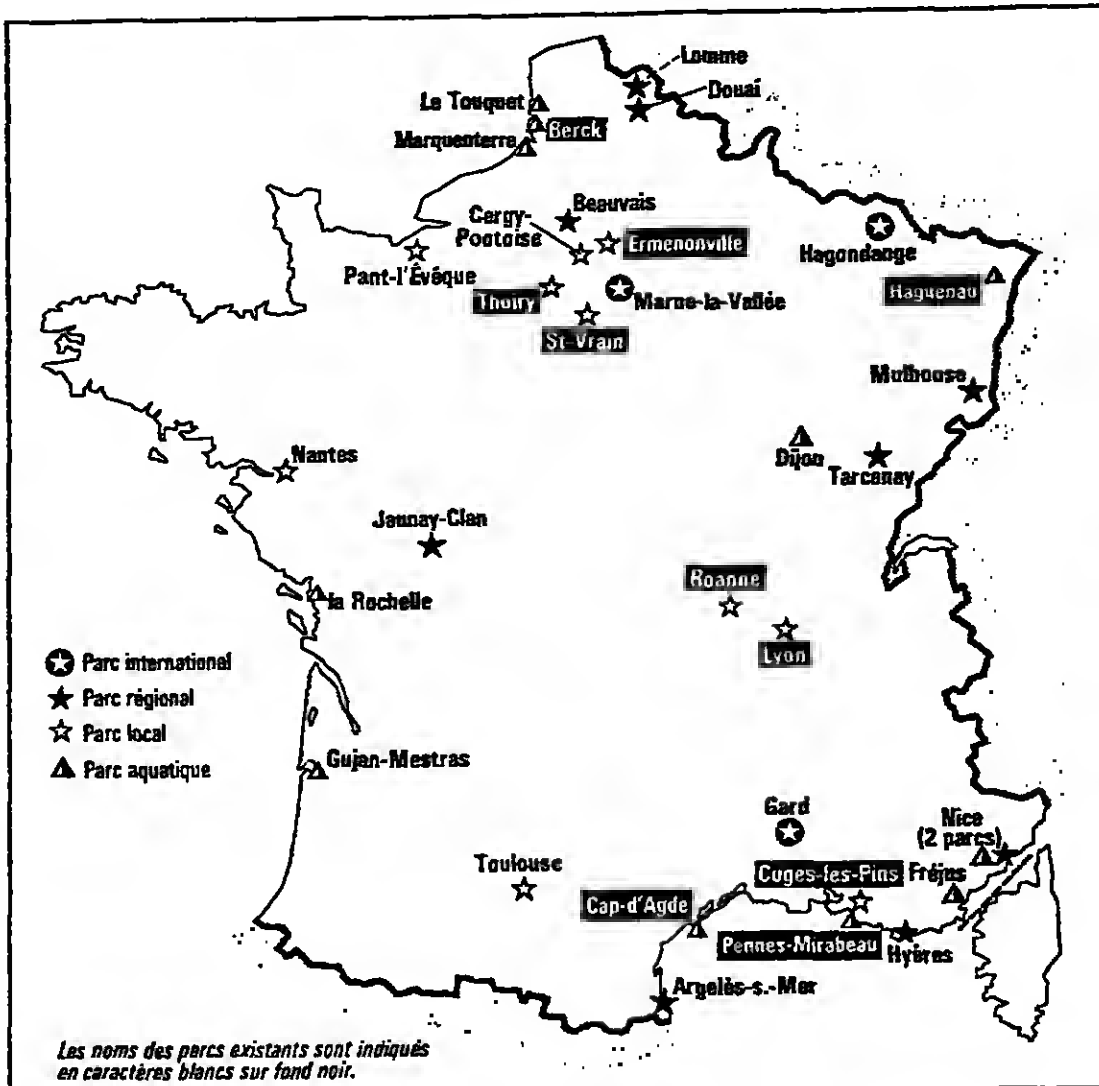 Lomme
Douai
Le Touquet
Berck
Marquenterre
Beauvais
Cergy-
Pontoise
Ermenonville
Hagondange
Pont-l'Évêque
Haguenau
Thoiry
Marne-la-Vallée
St-Vrain
Mulhouse
Nantes
Dijon
Tarcenay
Jaunay-Clan
Roanne
la Rochelle
Lyon
Parc international
Parc régional
Parc local
Parc aquatique
Gujan-Mestras
Gard
Nice
(2 parcs)
Toulouse
Cuges-les-Pins
Fréjus
Cap-d'Agde
Pennes-Mirabeau
Hyères
Argelès-s.-Mer
Les noms des parcs existants sont indiqués
en caractères blancs sur fond noir.